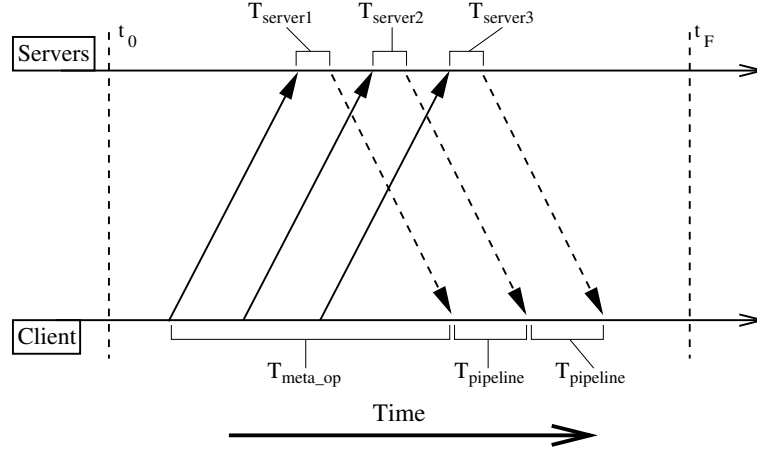 T_server1 T_server2 T_server3
t_0 t_F
Servers
Client
T_meta_op T_pipeline T_pipeline
Time